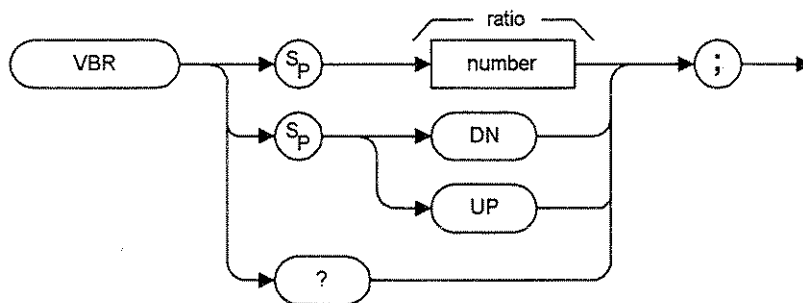 ratio
VBR SP number ;
SP DN
UP
?